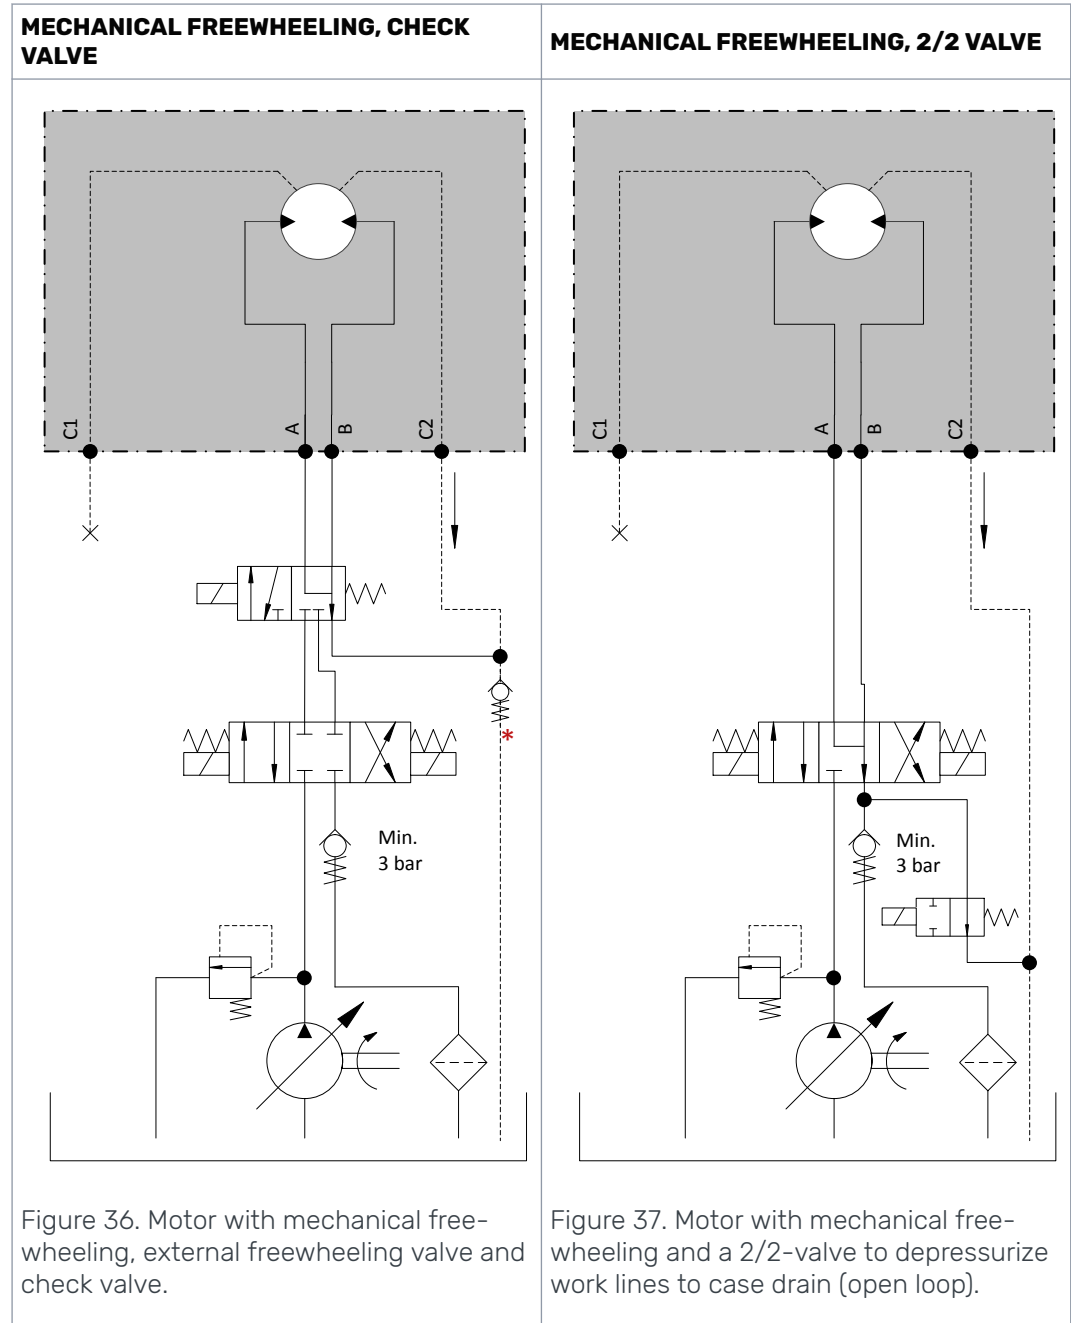 MECHANICAL FREEWHEELING, CHECK
VALVE
MECHANICAL FREEWHEELING, 2/2 VALVE
C1
A
B
C2
*
Min.
3 bar
C1
A
B
C2
Min.
3 bar
Figure 36. Motor with mechanical free-
wheeling, external freewheeling valve and
check valve.
Figure 37. Motor with mechanical free-
wheeling and a 2/2-valve to depressurize
work lines to case drain (open loop).